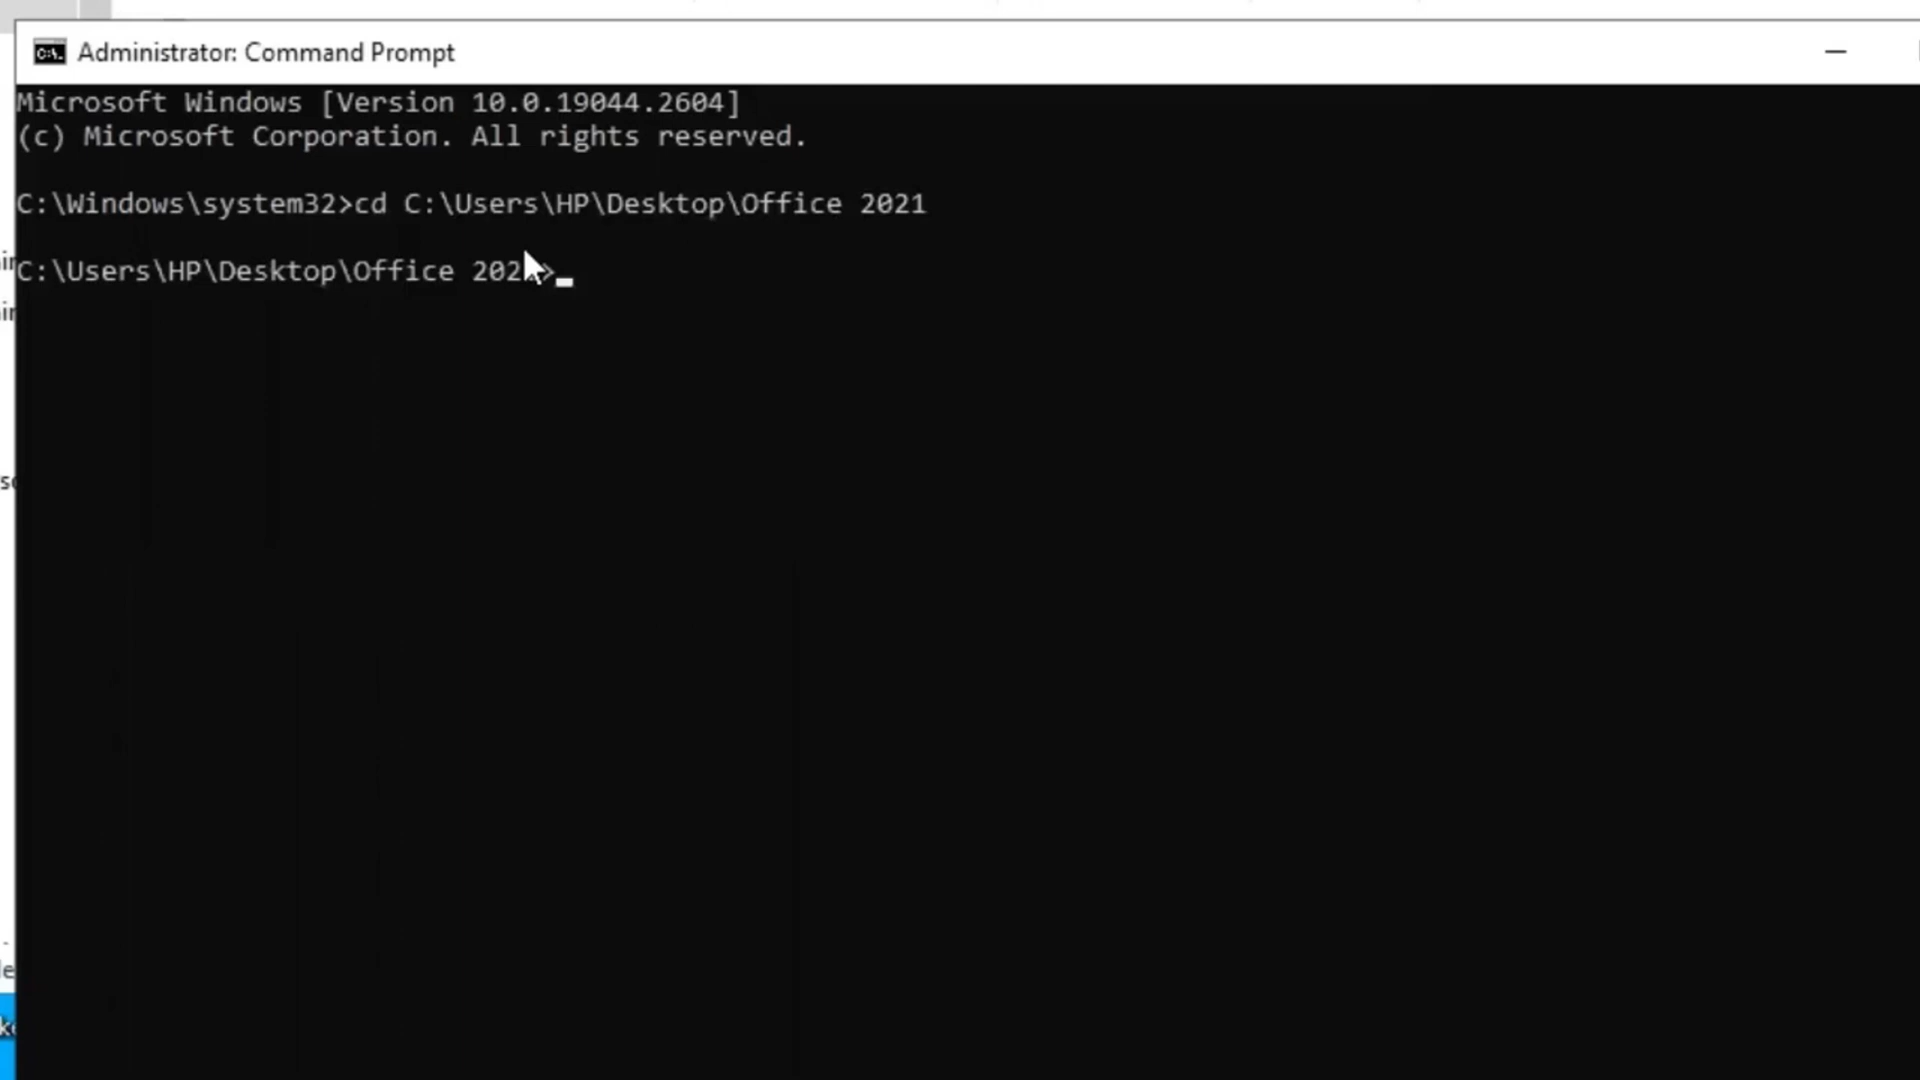 Administrator: Command Prompt
Microsoft Windows [Version 10.0.19044.2604]
(c) Microsoft Corporation. All rights reserved.
C:\Windows\system32>cd C:\Users\HP\Desktop\Office 2021
C:\Users\HP\Desktop\Office 202 >